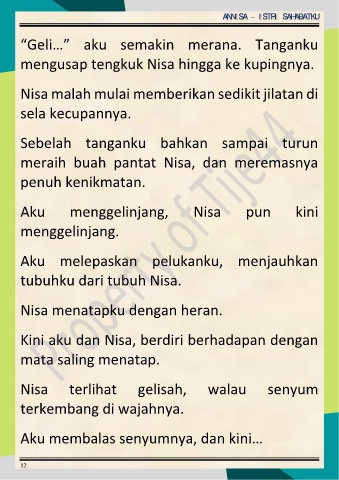 ANNISA – ISTRI SAHABATKU
“Geli…” aku semakin merana. Tanganku
mengusap tengkuk Nisa hingga ke kupingnya.
Nisa malah mulai memberikan sedikit jilatan di
sela kecupannya.
Sebelah tanganku bahkan sampai turun
meraih buah pantat Nisa, dan meremasnya
penuh kenikmatan.
Aku menggelinjang, Nisa pun kini
menggelinjang.
Aku melepaskan pelukanku, menjauhkan
tubuhku dari tubuh Nisa.
Nisa menatapku dengan heran.
Kini aku dan Nisa, berdiri berhadapan dengan
mata saling menatap.
Nisa terlihat gelisah, walau senyum
terkembang di wajahnya.
Aku membalas senyumnya, dan kini…
12
Property of Tije44